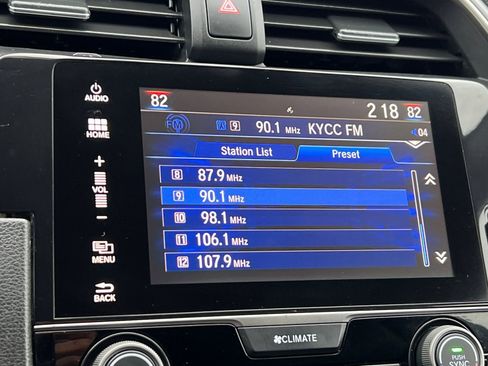 AUDIO
HOME
+
VOL
−
MENU
BACK
82
2 18
82
FM
9 90.1 MHz KYCC FM
04
Station List
Preset
8 87.9 MHz
9 90.1 MHz
10 98.1 MHz
11 106.1 MHz
12 107.9 MHz
CLIMATE
PUSH
SYNC